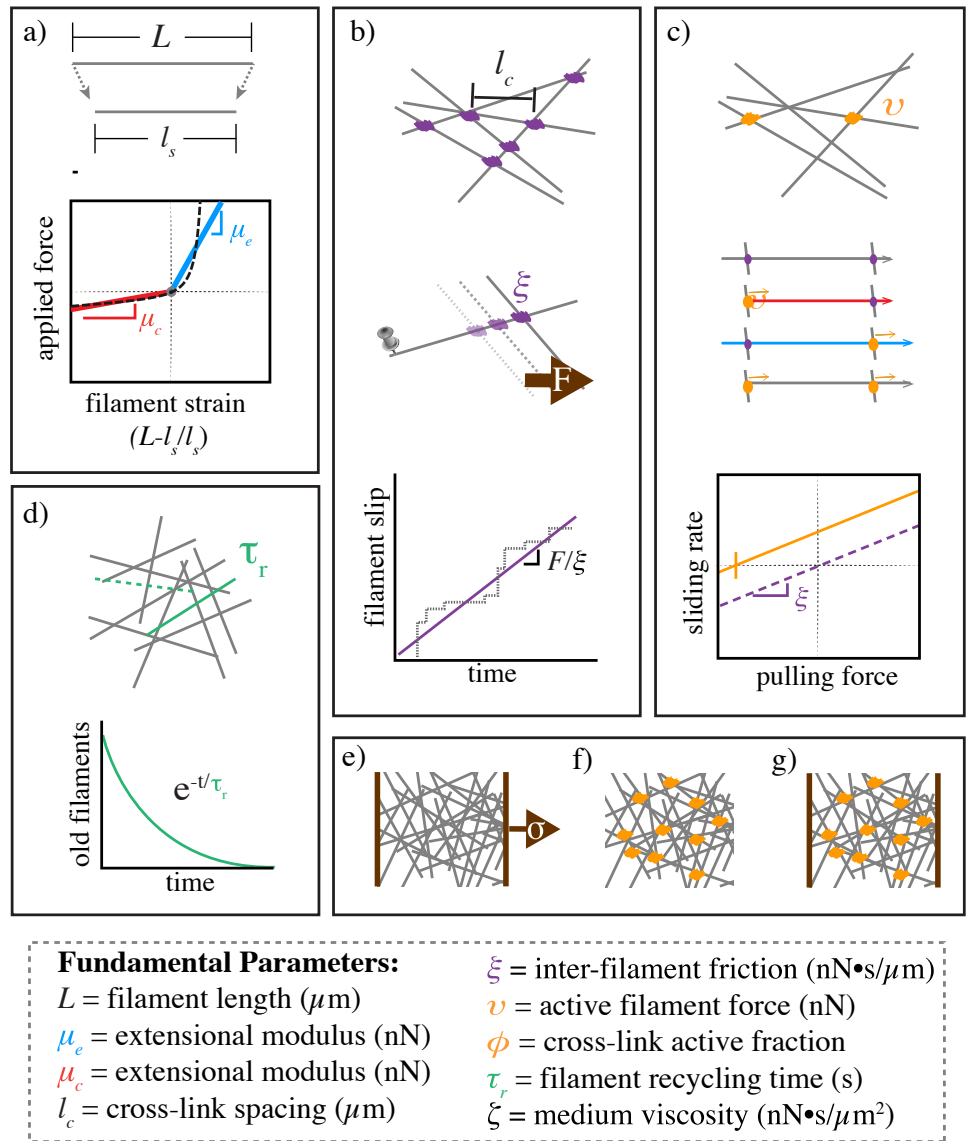 a)
L
l_s
applied force
μ_e
μ_c
filament strain
(L-l_s/l_s)
b)
l_c
ξ
F
filament slip
F/ξ
time
c)
υ
υ
sliding rate
ξ
pulling force
d)
τ_r
old filaments
e^{-t/τ_r}
time
e)
σ
f)
g)
Fundamental Parameters:
L = filament length (μm)
μ_e = extensional modulus (nN)
μ_c = extensional modulus (nN)
l_c = cross-link spacing (μm)
ξ = inter-filament friction (nN•s/μm)
υ = active filament force (nN)
ϕ = cross-link active fraction
τ_r = filament recycling time (s)
ζ = medium viscosity (nN•s/μm²)